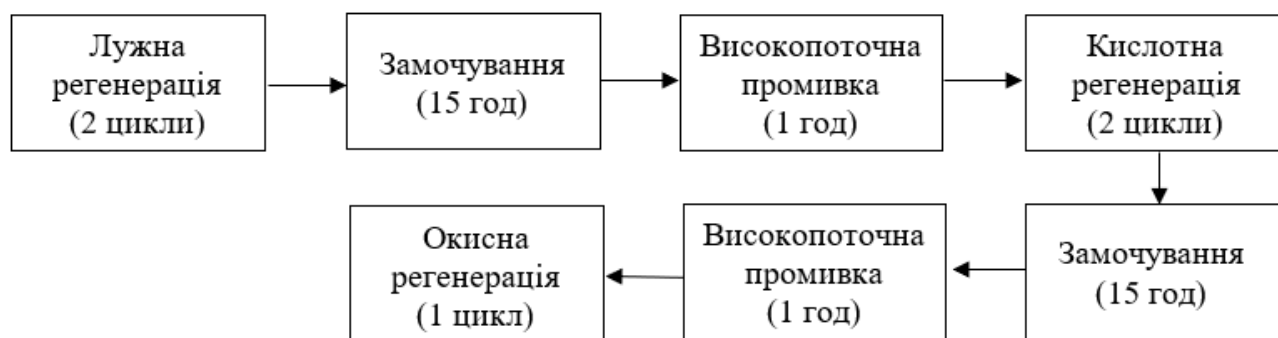 Лужна
регенерація
(2 цикли)
Замочування
(15 год)
Високопоточна
промивка
(1 год)
Кислотна
регенерація
(2 цикли)
Замочування
(15 год)
Високопоточна
промивка
(1 год)
Окисна
регенерація
(1 цикл)